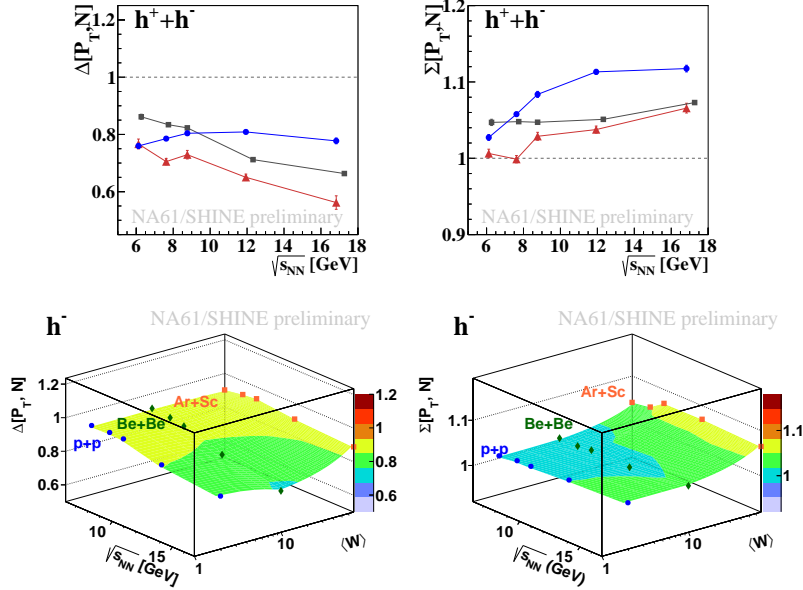 h⁺+h⁻
Δ[P_T,N]
1.2
1
0.8
0.6
NA61/SHINE preliminary
6 8 10 12 14 16 18
√s_NN [GeV]
h⁺+h⁻
Σ[P_T,N]
1.2
1.1
1
0.9
NA61/SHINE preliminary
6 8 10 12 14 16 18
√s_NN [GeV]
h⁻
NA61/SHINE preliminary
Δ[P_T, N]
1.2
1
0.8
0.6
Ar+Sc
Be+Be
p+p
1.2
1
0.8
0.6
10
15
√s_NN [GeV]
1
10
⟨W⟩
h⁻
NA61/SHINE preliminary
Σ[P_T, N]
1.1
1
Ar+Sc
Be+Be
p+p
1.1
1
10
15
√s_NN (GeV)
1
10
⟨W⟩